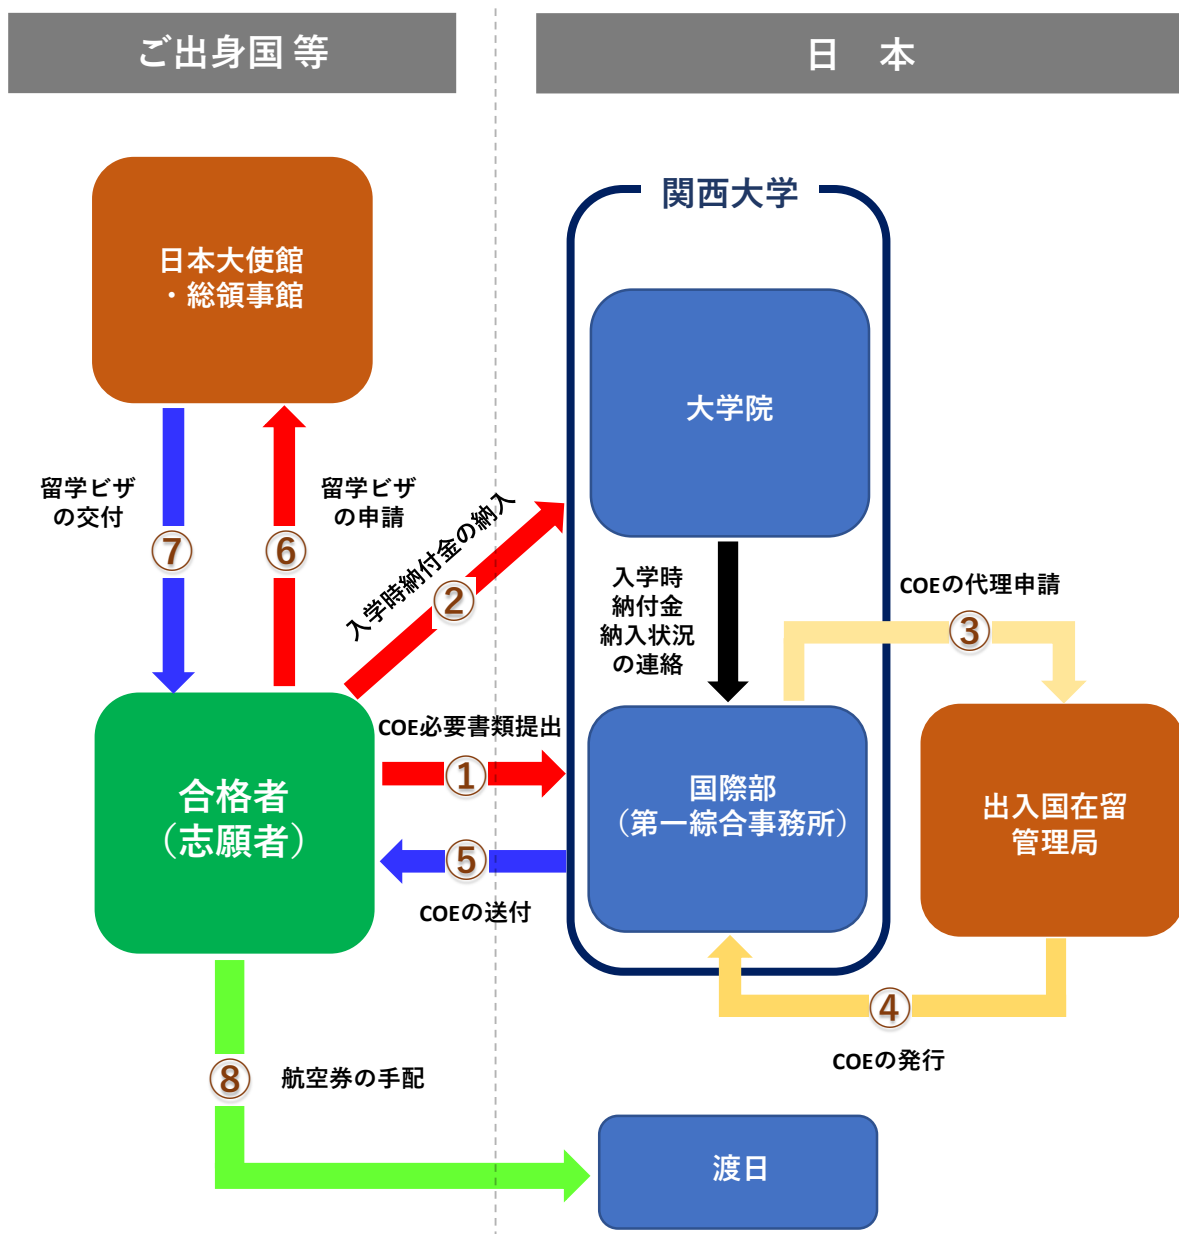 ご出身国 等
日 本
関西大学
日本大使館
・総領事館
大学院
留学ビザ
の交付
⑦
⑥
留学ビザ
の申請
入学時納付金の納入
②
入学時
納付金
納入状況
の連絡
COEの代理申請
③
COE必要書類提出
①
合格者
（志願者）
国際部
（第一綜合事務所）
出入国在留
管理局
⑤
COEの送付
④
COEの発行
⑧
航空券の手配
渡日